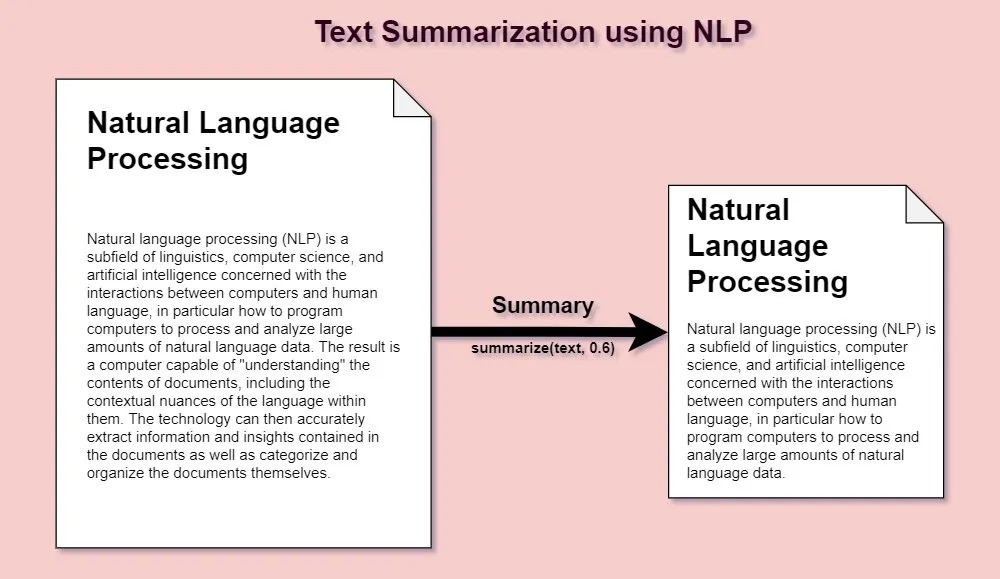 Text Summarization using NLP
Natural Language
Processing
Natural language processing (NLP) is a
subfield of linguistics, computer science, and
artificial intelligence concerned with the
interactions between computers and human
language, in particular how to program
computers to process and analyze large
amounts of natural language data. The result is
a computer capable of "understanding" the
contents of documents, including the
contextual nuances of the language within
them. The technology can then accurately
extract information and insights contained in
the documents as well as categorize and
organize the documents themselves.
Summary
summarize(text, 0.6)
Natural
Language
Processing
Natural language processing (NLP) is
a subfield of linguistics, computer
science, and artificial intelligence
concerned with the interactions
between computers and human
language, in particular how to
program computers to process and
analyze large amounts of natural
language data.